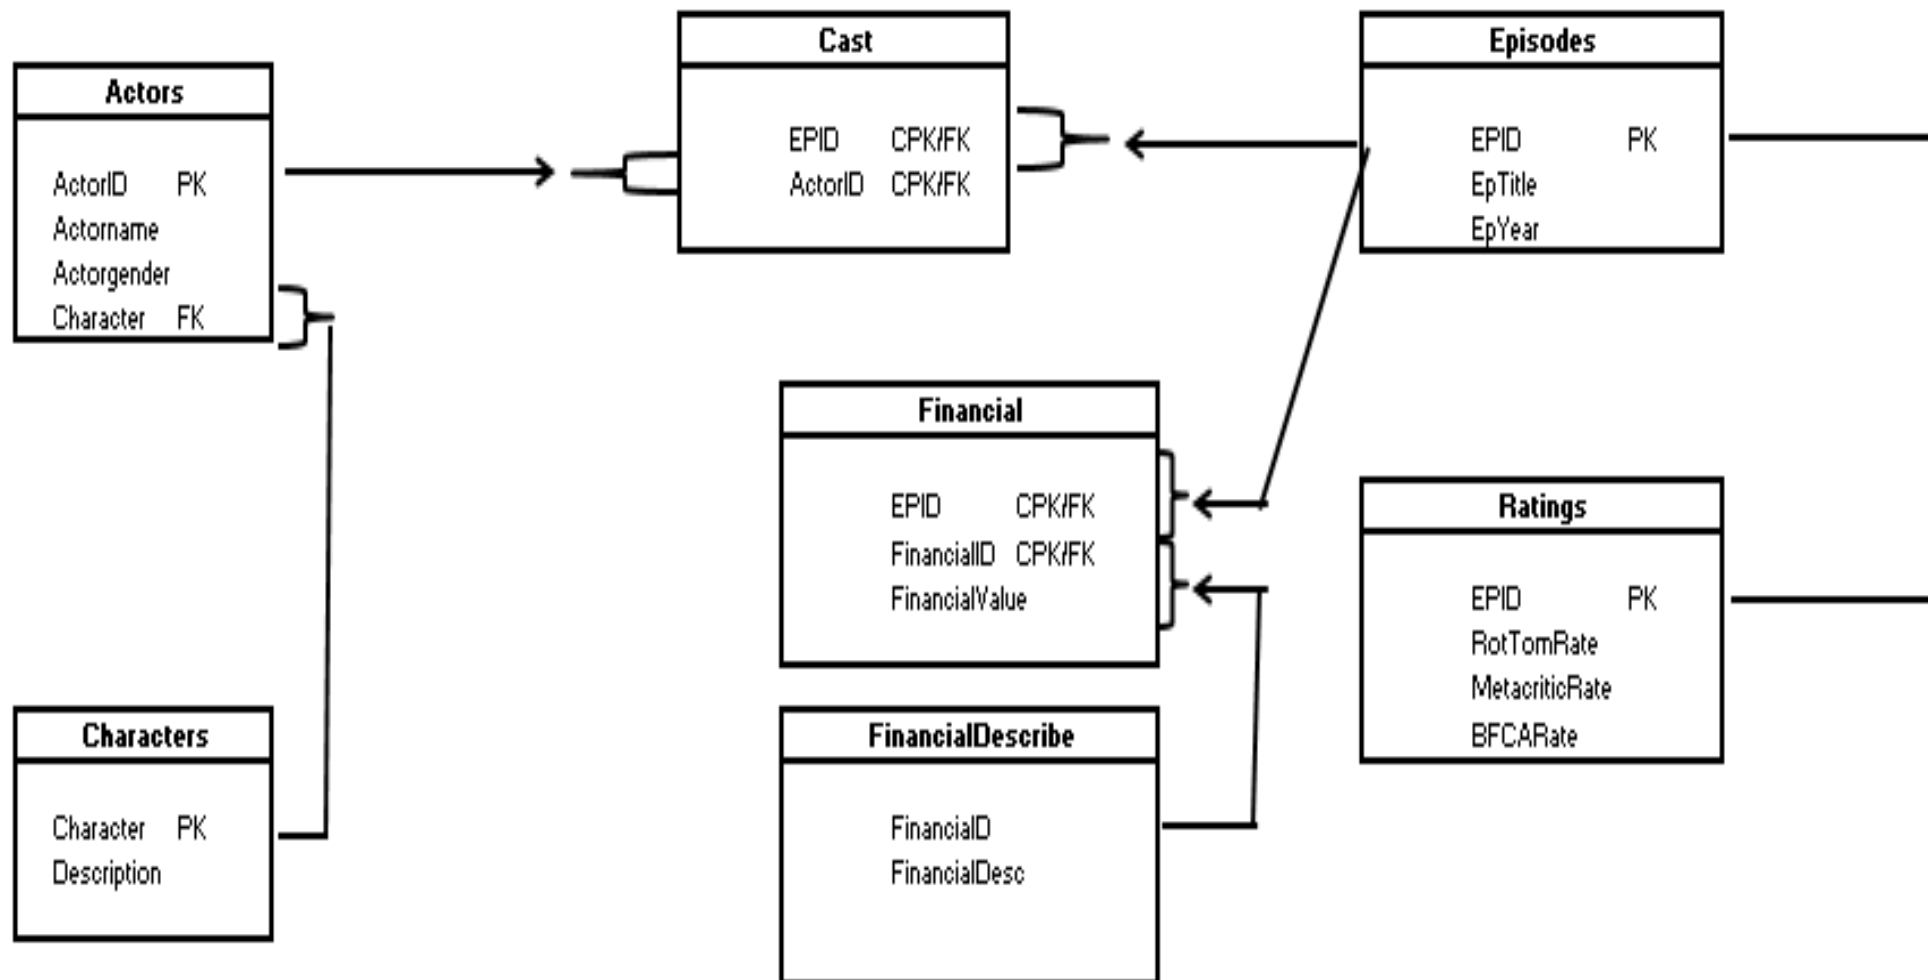 Actors
ActorID PK
Actorname
Actorgender
Character FK
Cast
EPID CPK/FK
ActorID CPK/FK
Episodes
EPID PK
EpTitle
EpYear
Financial
EPID CPK/FK
FinancialID CPK/FK
FinancialValue
Ratings
EPID PK
RotTomRate
MetacriticRate
BFCARate
Characters
Character PK
Description
FinancialDescribe
FinancialD
FinancialDesc